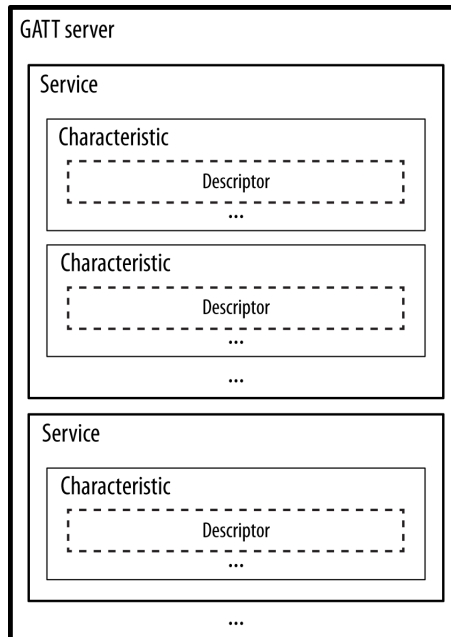 GATT server
Service
Characteristic
Descriptor
...
Characteristic
Descriptor
...
...
Service
Characteristic
Descriptor
...
...